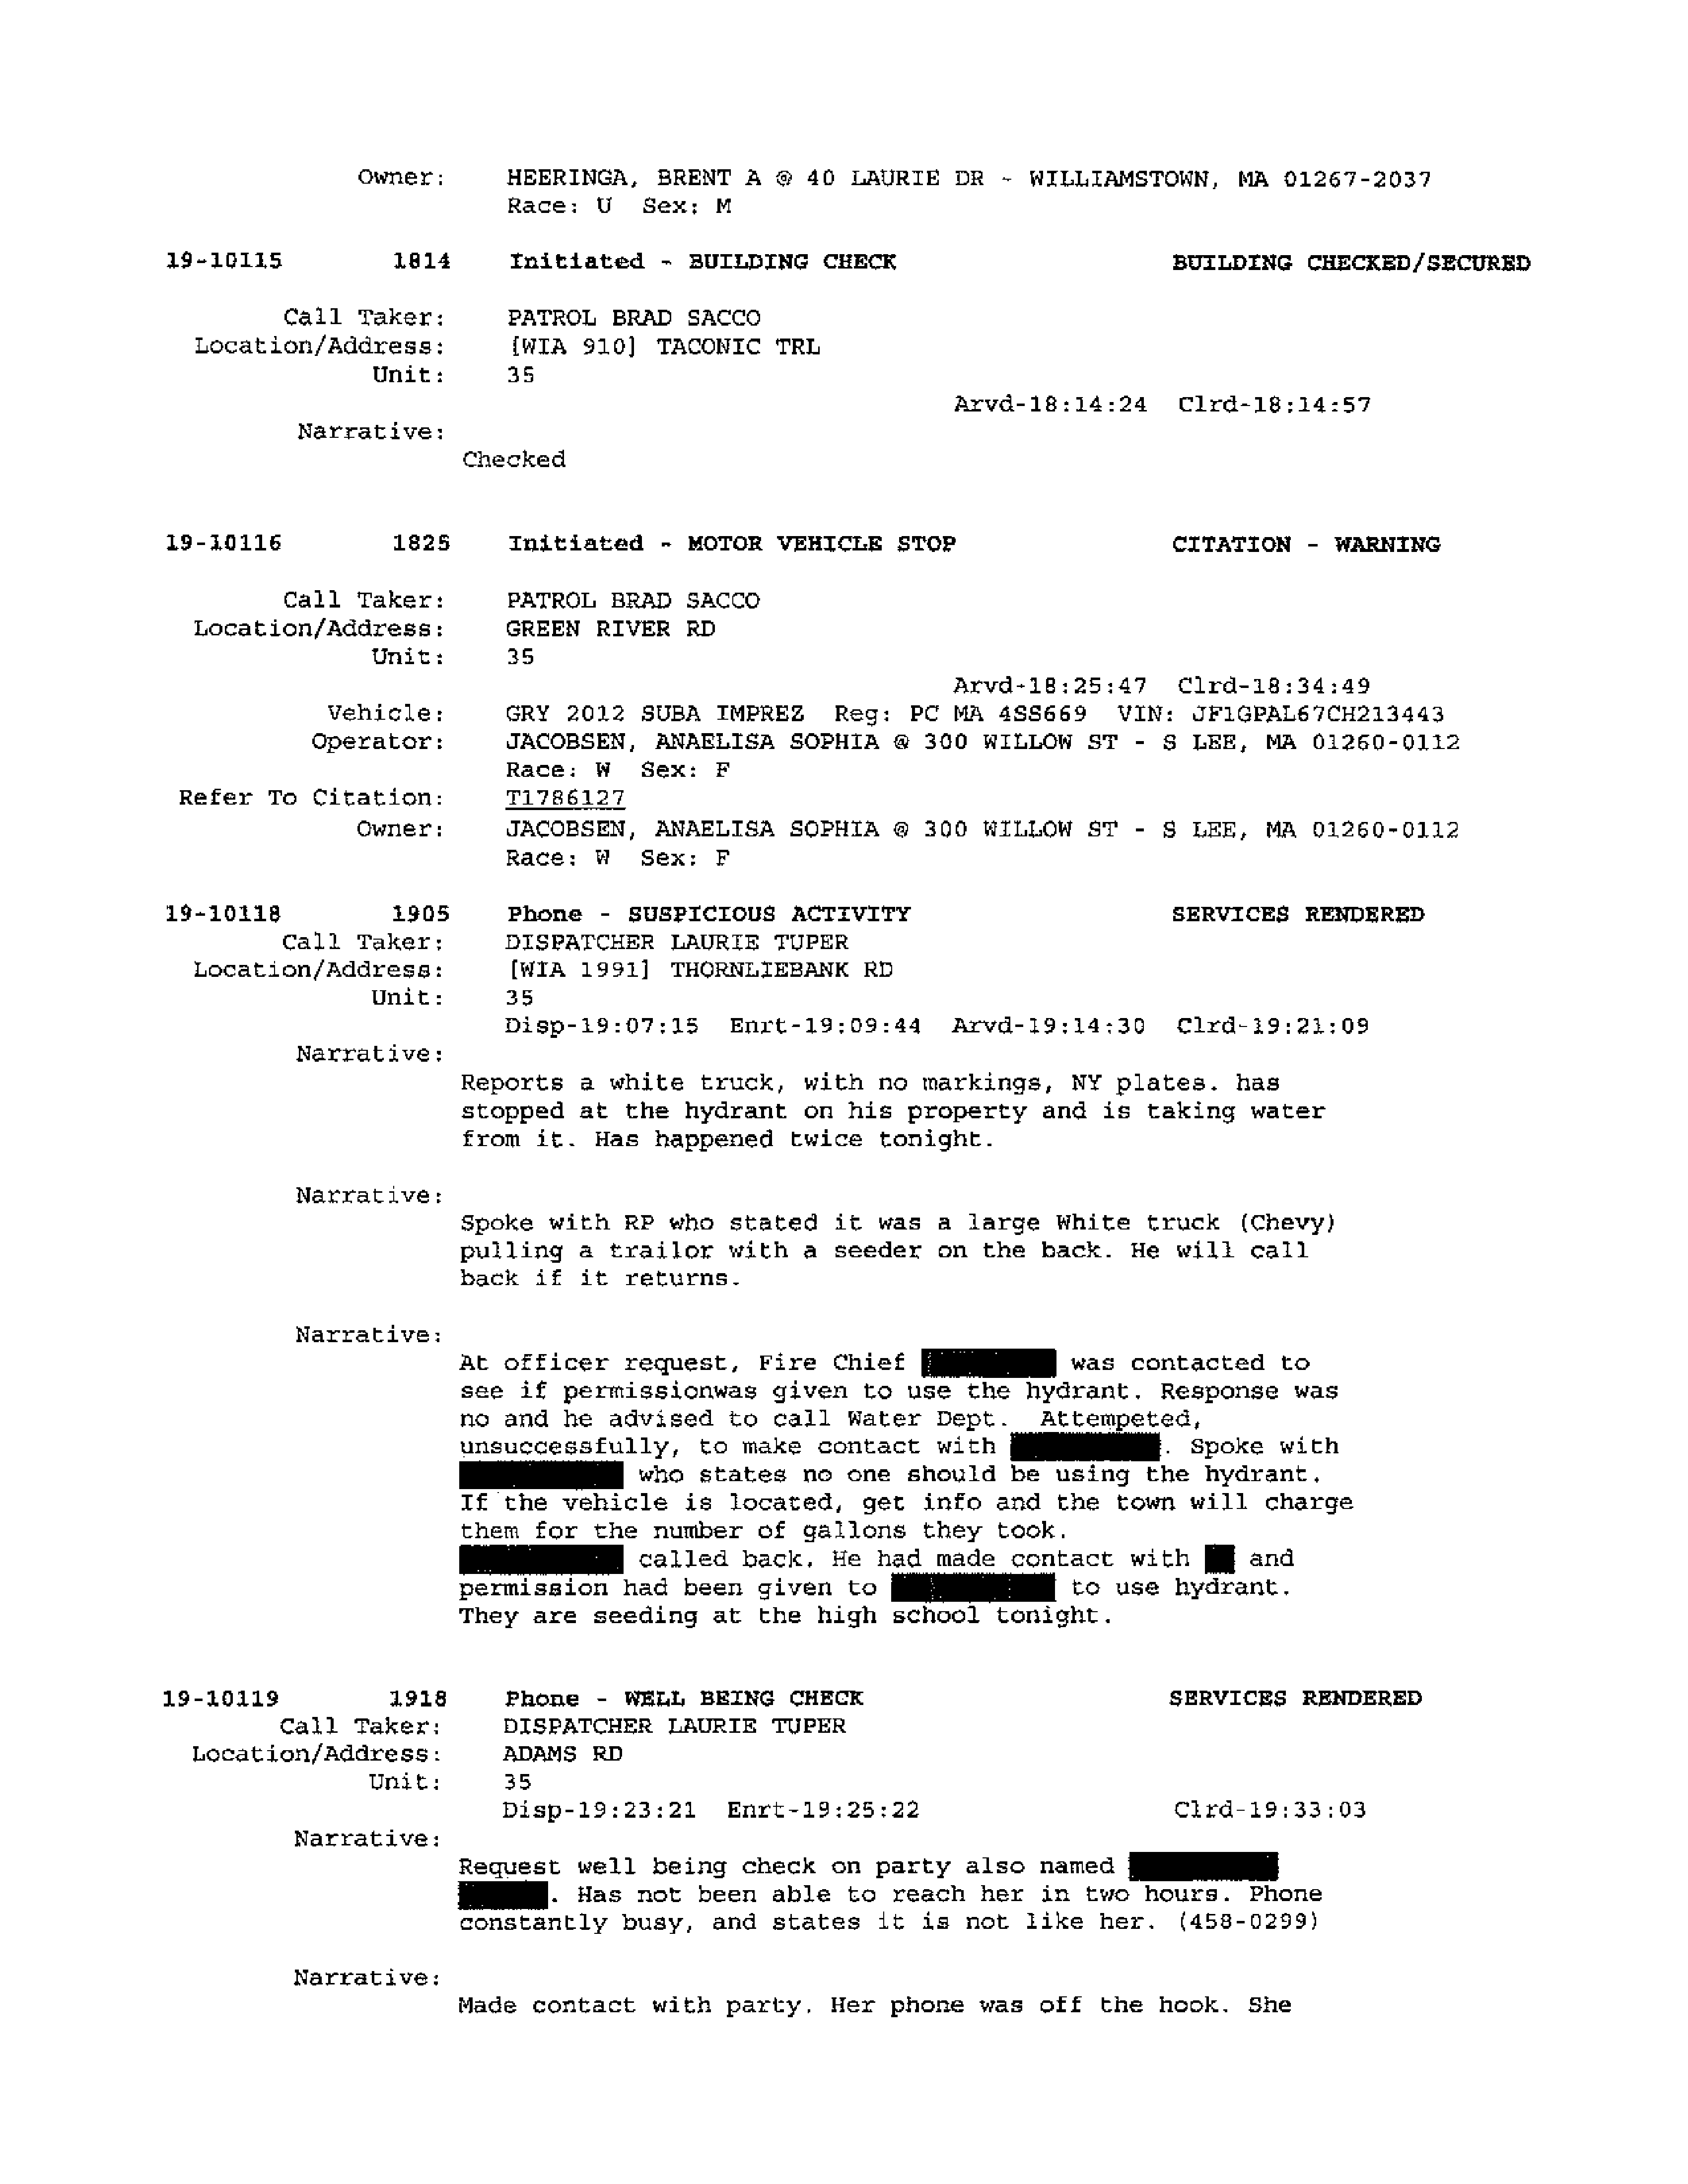 Owner: HEERINGA, BRENT A @ 40 LAURIE DR - WILLIAMSTOWN, MA 01267-2037
Race: U Sex: M
19-10115 1814 Initiated - BUILDING CHECK BUILDING CHECKED/SECURED
Call Taker: PATROL BRAD SACCO
Location/Address: [WIA 910] TACONIC TRL
Unit: 35
Arvd-18:14:24 Clrd-18:14:57
Narrative:
Checked
19-10116 1825 Initiated - MOTOR VEHICLE STOP CITATION - WARNING
Call Taker: PATROL BRAD SACCO
Location/Address: GREEN RIVER RD
Unit: 35
Arvd-18:25:47 Clrd-18:34:49
Vehicle: GRY 2012 SUBA IMPREZ Reg: PC MA 4SS669 VIN: JF1GPAL67CH213443
Operator: JACOBSEN, ANAELISA SOPHIA @ 300 WILLOW ST - S LEE, MA 01260-0112
Race: W Sex: F
Refer To Citation: T1786127
Owner: JACOBSEN, ANAELISA SOPHIA @ 300 WILLOW ST - S LEE, MA 01260-0112
Race: W Sex: F
19-10118 1905 Phone - SUSPICIOUS ACTIVITY SERVICES RENDERED
Call Taker: DISPATCHER LAURIE TUPER
Location/Address: [WIA 1991] THORNLIEBANK RD
Unit: 35
Disp-19:07:15 Enrt-19:09:44 Arvd-19:14:30 Clrd-19:21:09
Narrative:
Reports a white truck, with no markings, NY plates. has
stopped at the hydrant on his property and is taking water
from it. Has happened twice tonight.
Narrative:
Spoke with RP who stated it was a large White truck (Chevy)
pulling a trailor with a seeder on the back. He will call
back if it returns.
Narrative:
At officer request, Fire Chief was contacted to
see if permissionwas given to use the hydrant. Response was
no and he advised to call Water Dept. Attempeted,
unsuccessfully, to make contact with . Spoke with
who states no one should be using the hydrant.
If the vehicle is located, get info and the town will charge
them for the number of gallons they took.
called back. He had made contact with and
permission had been given to to use hydrant.
They are seeding at the high school tonight.
19-10119 1918 Phone - WELL BEING CHECK SERVICES RENDERED
Call Taker: DISPATCHER LAURIE TUPER
Location/Address: ADAMS RD
Unit: 35
Disp-19:23:21 Enrt-19:25:22 Clrd-19:33:03
Narrative:
Request well being check on party also named
. Has not been able to reach her in two hours. Phone
constantly busy, and states it is not like her. (458-0299)
Narrative:
Made contact with party. Her phone was off the hook. She